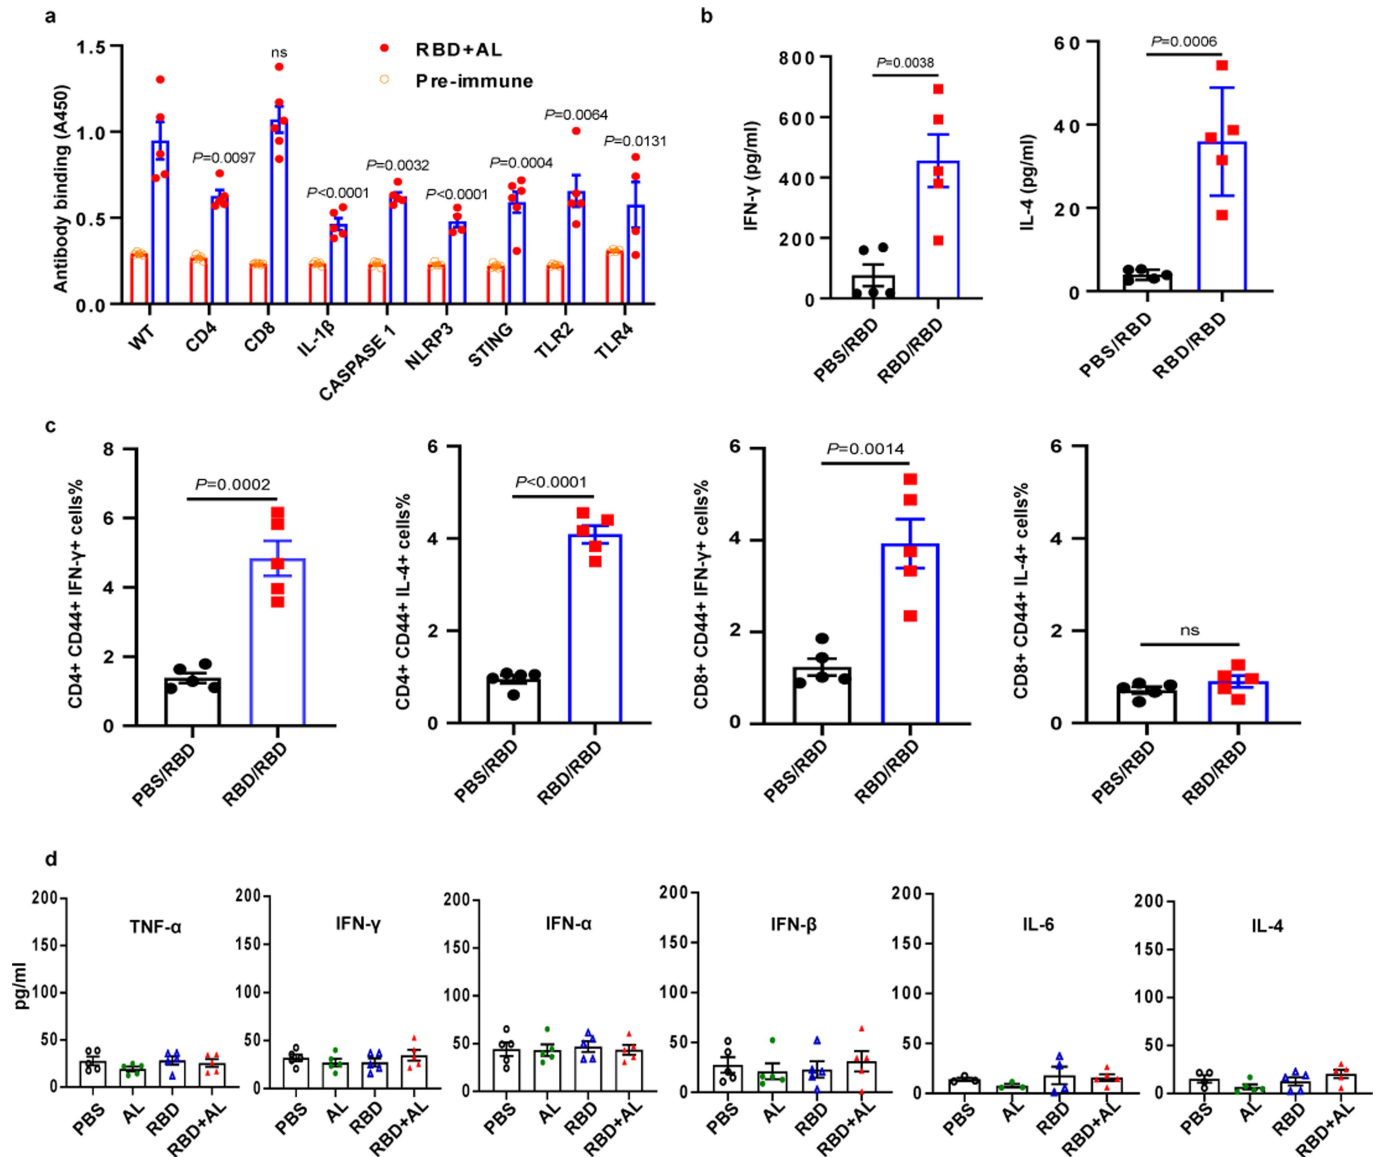 a
1.5
1.0
0.5
0.0
Antibody binding (A450)
RBD+AL
Pre-immune
P=0.0097
ns
P<0.0001
P=0.0032
P<0.0001
P=0.0004
P=0.0064
P=0.0131
WT
CD4
CD8
IL-1β
CASPASE 1
NLRP3
STING
TLR2
TLR4
b
800
600
400
200
0
IFN-γ (pg/ml)
P=0.0038
PBS/RBD
RBD/RBD
60
40
20
0
IL-4 (pg/ml)
P=0.0006
PBS/RBD
RBD/RBD
c
8
6
4
2
0
CD4+ CD44+ IFN-γ+ cells%
P=0.0002
PBS/RBD
RBD/RBD
6
4
2
0
CD4+ CD44+ IL-4+ cells%
P<0.0001
PBS/RBD
RBD/RBD
6
4
2
0
CD8+ CD44+ IFN-γ+ cells%
P=0.0014
PBS/RBD
RBD/RBD
6
4
2
0
CD8+ CD44+ IL-4+ cells%
ns
PBS/RBD
RBD/RBD
d
pg/ml
200
150
100
50
0
TNF-α
PBS
AL
RBD
RBD+AL
200
150
100
50
0
IFN-γ
PBS
AL
RBD
RBD+AL
200
150
100
50
0
IFN-α
PBS
AL
RBD
RBD+AL
200
150
100
50
0
IFN-β
PBS
AL
RBD
RBD+AL
200
150
100
50
0
IL-6
PBS
AL
RBD
RBD+AL
200
150
100
50
0
IL-4
PBS
AL
RBD
RBD+AL